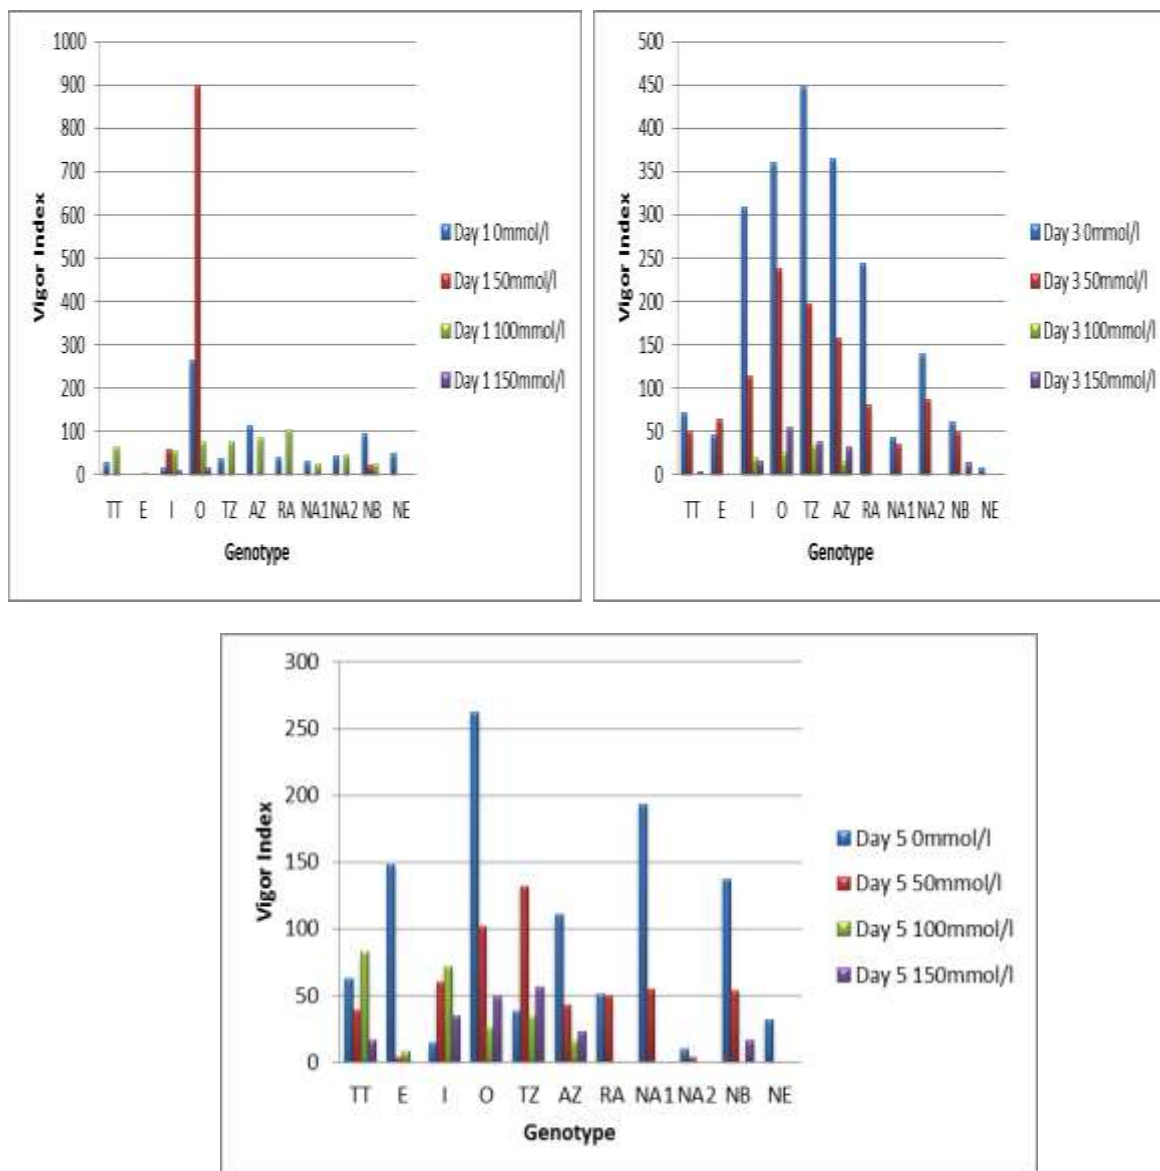 1000
900
800
700
600
500
400
300
200
100
0
Vigor Index
TT E I O TZ AZ RA NA1 NA2 NB NE
Genotype
Day 1 0mmol/l
Day 1 50mmol/l
Day 1 100mmol/l
Day 1 150mmol/l
500
450
400
350
300
250
200
150
100
50
0
Vigor Index
TT E I O TZ AZ RA NA1 NA2 NB NE
Genotype
Day 3 0mmol/l
Day 3 50mmol/l
Day 3 100mmol/l
Day 3 150mmol/l
300
250
200
150
100
50
0
Vigor Index
TT E I O TZ AZ RA NA1 NA2 NB NE
Genotype
Day 5 0mmol/l
Day 5 50mmol/l
Day 5 100mmol/l
Day 5 150mmol/l